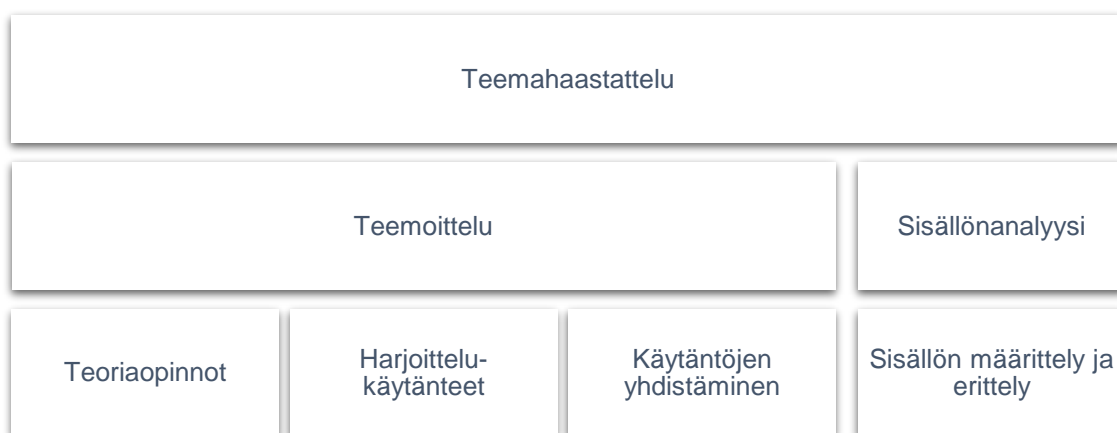 Teemahaastattelu
Teemoittelu
Sisällönanalyysi
Teoriaopinnot
Harjoittelu-
käytänteet
Käytäntöjen
yhdistäminen
Sisällön määrittely ja
erittely